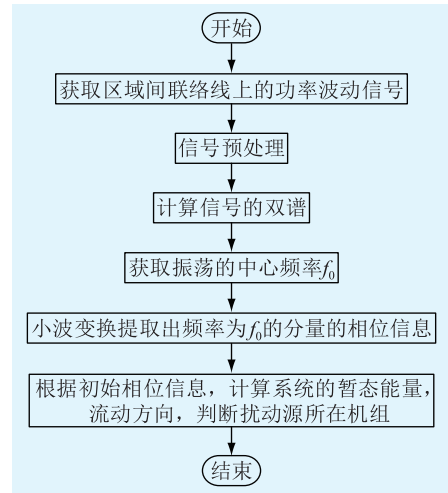 开始
获取区域间联络线上的功率波动信号
信号预处理
计算信号的双谱
获取振荡的中心频率f₀
小波变换提取出频率为f₀的分量的相位信息
根据初始相位信息，计算系统的暂态能量，
流动方向，判断扰动源所在机组
结束